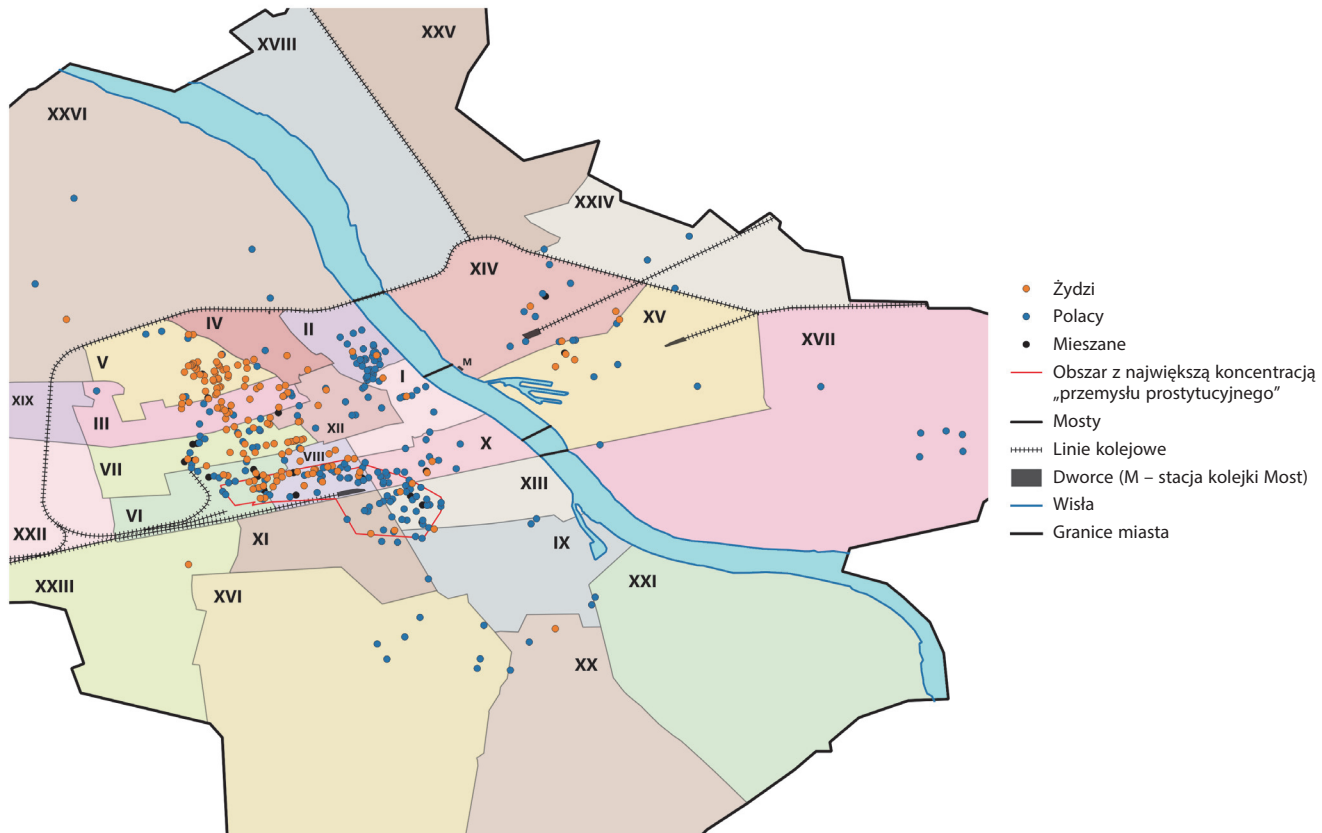 XVIII
XXV
XXVI
XXIV
XIV
IV
II
XV
XVII
V
I
M
XIX
III
XII
X
VII
VIII
XIII
VI
XXII
XI
IX
XXIII
XVI
XXI
XX
Żydzi
Polacy
Mieszane
Obszar z największą koncentracją
„przemysłu prostytucyjnego”
Mosty
Linie kolejowe
Dworce (M – stacja kolejki Most)
Wisła
Granice miasta